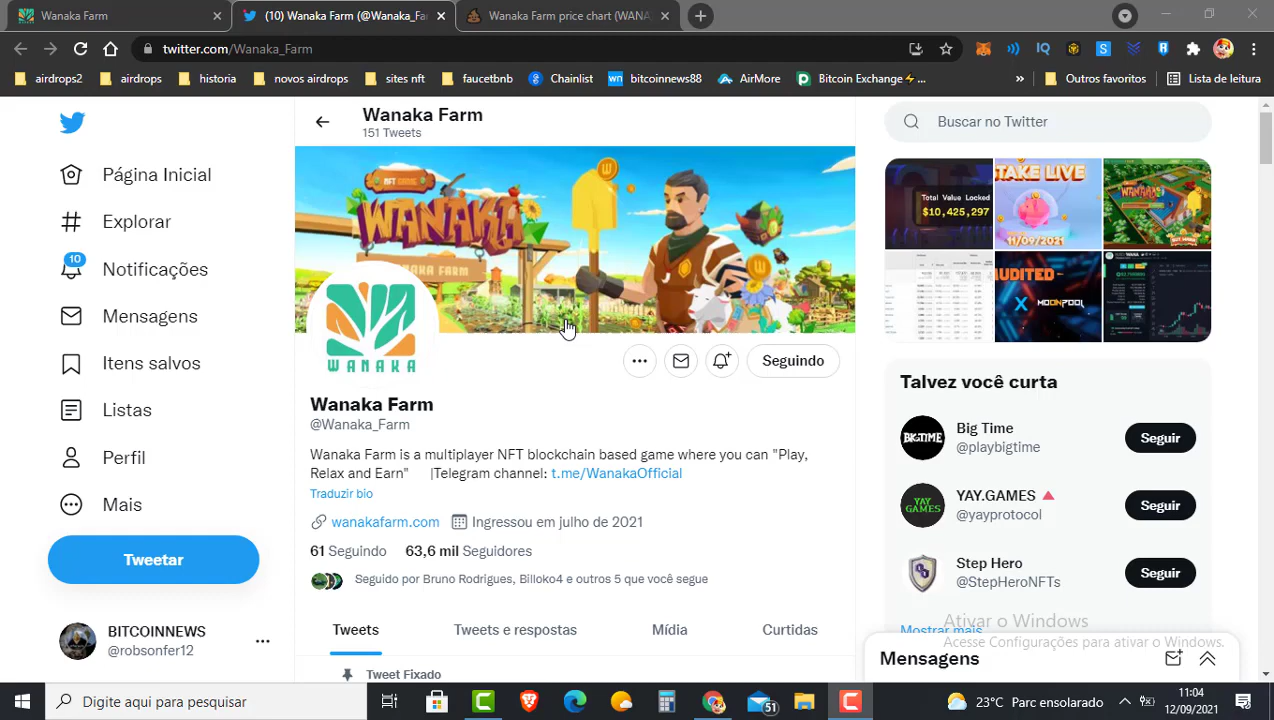 Wanaka Farm
(10) Wanaka Farm (@Wanaka_Fa
Wanaka Farm price chart (WANA
twitter.com/Wanaka_Farm
airdrops2
airdrops
historia
novos airdrops
sites nft
faucetbnb
Chainlist
bitcoinnews88
AirMore
Bitcoin Exchange⚡...
»
Outros favoritos
Lista de leitura
Página Inicial
Explorar
10
Notificações
Mensagens
Itens salvos
Listas
Perfil
Mais
Tweetar
BITCOINNEWS
@robsonfer12
Wanaka Farm
151 Tweets
NFT GAME
WANAKA
WANAKA FARM
WANAKA
Seguindo
Wanaka Farm
@Wanaka_Farm
Wanaka Farm is a multiplayer NFT blockchain based game where you can "Play,
Relax and Earn" |Telegram channel: t.me/WanakaOfficial
Traduzir bio
wanakafarm.com Ingressou em julho de 2021
61 Seguindo 63,6 mil Seguidores
Seguido por Bruno Rodrigues, Billoko4 e outros 5 que você segue
Tweets
Tweets e respostas
Mídia
Curtidas
Tweet Fixado
Buscar no Twitter
Total Value Locked
$10,425,297
TAKE LIVE
11/09/2021
WANAKA
AUDITED
X MOONPOOL
Talvez você curta
Big Time
@playbigtime
Seguir
YAY.GAMES
@yayprotocol
Seguir
Step Hero
@StepHeroNFTs
Seguir
Mostrar mais
Ativar o Windows
Acesse Configurações para ativar o Windows.
Mensagens
Digite aqui para pesquisar
51
23°C Parc ensolarado
11:04
12/09/2021